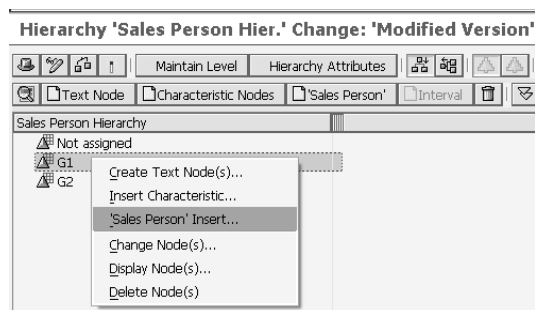 Hierarchy 'Sales Person Hier.' Change: 'Modified Version'
Maintain Level Hierarchy Attributes
Text Node Characteristic Nodes 'Sales Person' Interval
Sales Person Hierarchy
Not assigned
G1
G2
Create Text Node(s)...
Insert Characteristic...
'Sales Person' Insert...
Change Node(s)...
Display Node(s)...
Delete Node(s)